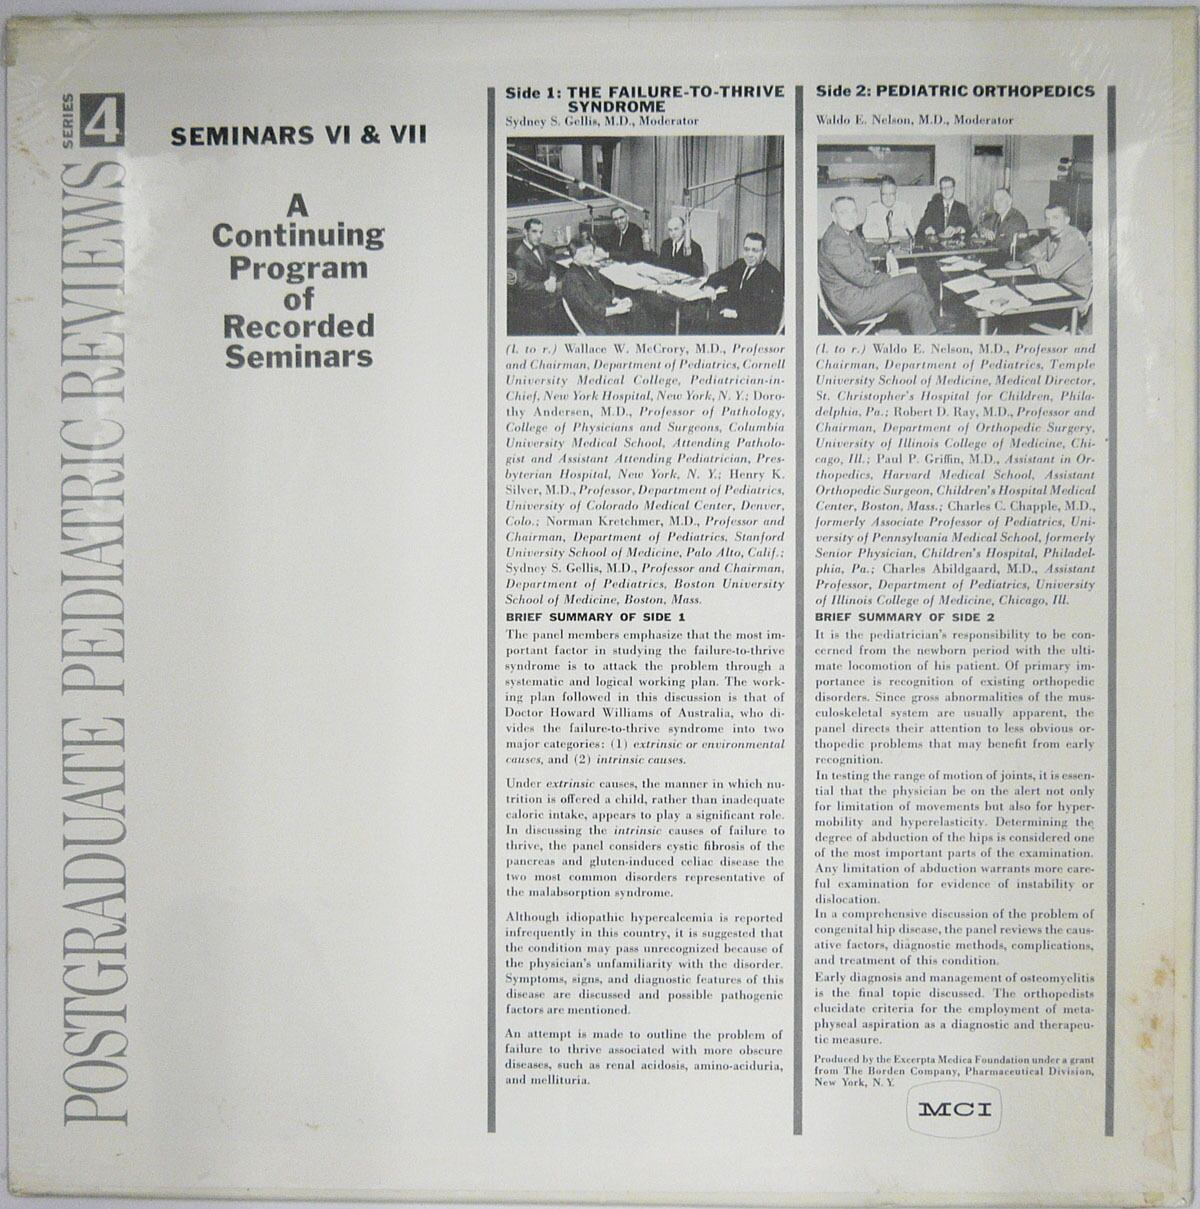 SERIES 4
POSTGRADUATE PEDIATRIC REVIEWS
SEMINARS VI & VII
A
Continuing
Program
of
Recorded
Seminars
Side 1: THE FAILURE-TO-THRIVE
SYNDROME
Sydney S. Gellis, M.D., Moderator
(l. to r.) Wallace W. McCrory, M.D., Professor
and Chairman, Department of Pediatrics, Cornell
University Medical College, Pediatrician-in-
Chief, New York Hospital, New York, N. Y.; Doro-
thy Andersen, M.D., Professor of Pathology,
College of Physicians and Surgeons, Columbia
University Medical School, Attending Patholo-
gist and Assistant Attending Pediatrician, Pres-
byterian Hospital, New York, N. Y.; Henry K.
Silver, M.D., Professor, Department of Pediatrics,
University of Colorado Medical Center, Denver,
Colo.; Norman Kretchmer, M.D., Professor and
Chairman, Department of Pediatrics, Stanford
University School of Medicine, Palo Alto, Calif.;
Sydney S. Gellis, M.D., Professor and Chairman,
Department of Pediatrics, Boston University
School of Medicine, Boston, Mass.
BRIEF SUMMARY OF SIDE 1
The panel members emphasize that the most im-
portant factor in studying the failure-to-thrive
syndrome is to attack the problem through a
systematic and logical working plan. The work-
ing plan followed in this discussion is that of
Doctor Howard Williams of Australia, who di-
vides the failure-to-thrive syndrome into two
major categories: (1) extrinsic or environmental
causes, and (2) intrinsic causes.
Under extrinsic causes, the manner in which nu-
trition is offered a child, rather than inadequate
caloric intake, appears to play a significant role.
In discussing the intrinsic causes of failure to
thrive, the panel considers cystic fibrosis of the
pancreas and gluten-induced celiac disease the
two most common disorders representative of
the malabsorption syndrome.
Although idiopathic hypercalcemia is reported
infrequently in this country, it is suggested that
the condition may pass unrecognized because of
the physician's unfamiliarity with the disorder.
Symptoms, signs, and diagnostic features of this
disease are discussed and possible pathogenic
factors are mentioned.
An attempt is made to outline the problem of
failure to thrive associated with more obscure
diseases, such as renal acidosis, amino-aciduria,
and mellituria.
Side 2: PEDIATRIC ORTHOPEDICS
Waldo E. Nelson, M.D., Moderator
(l. to r.) Waldo E. Nelson, M.D., Professor and
Chairman, Department of Pediatrics, Temple
University School of Medicine, Medical Director,
St. Christopher's Hospital for Children, Phila-
delphia, Pa.; Robert D. Ray, M.D., Professor and
Chairman, Department of Orthopedic Surgery,
University of Illinois College of Medicine, Chi-
cago, Ill.; Paul P. Griffin, M.D., Assistant in Or-
thopedics, Harvard Medical School, Assistant
Orthopedic Surgeon, Children's Hospital Medical
Center, Boston, Mass.; Charles C. Chapple, M.D.,
formerly Associate Professor of Pediatrics, Uni-
versity of Pennsylvania Medical School, formerly
Senior Physician, Children's Hospital, Philadel-
phia, Pa.; Charles Abildgaard, M.D., Assistant
Professor, Department of Pediatrics, University
of Illinois College of Medicine, Chicago, Ill.
BRIEF SUMMARY OF SIDE 2
It is the pediatrician's responsibility to be con-
cerned from the newborn period with the ulti-
mate locomotion of his patient. Of primary im-
portance is recognition of existing orthopedic
disorders. Since gross abnormalities of the mus-
culoskeletal system are usually apparent, the
panel directs their attention to less obvious or-
thopedic problems that may benefit from early
recognition.
In testing the range of motion of joints, it is essen-
tial that the physician be on the alert not only
for limitation of movements but also for hyper-
mobility and hyperelasticity. Determining the
degree of abduction of the hips is considered one
of the most important parts of the examination.
Any limitation of abduction warrants more care-
ful examination for evidence of instability or
dislocation.
In a comprehensive discussion of the problem of
congenital hip disease, the panel reviews the caus-
ative factors, diagnostic methods, complications,
and treatment of this condition.
Early diagnosis and management of osteomyelitis
is the final topic discussed. The orthopedists
elucidate criteria for the employment of meta-
physeal aspiration as a diagnostic and therapeu-
tic measure.
Produced by the Excerpta Medica Foundation under a grant
from The Borden Company, Pharmaceutical Division,
New York, N. Y.
MCI